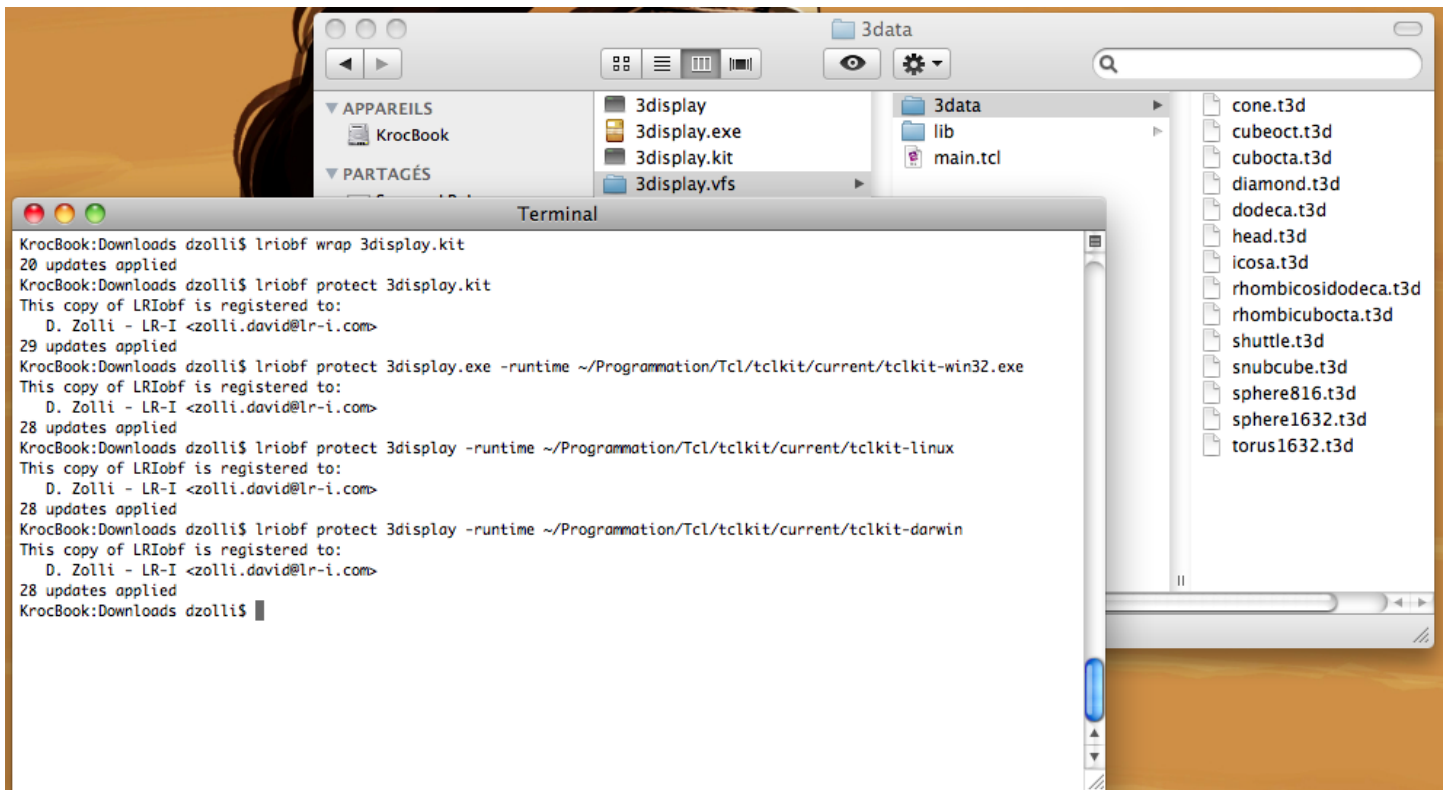 3data
APPAREILS
KrocBook
PARTAGÉS
3display
3display.exe
3display.kit
3display.vfs
3data
lib
main.tcl
cone.t3d
cubeoct.t3d
cubocta.t3d
diamond.t3d
dodeca.t3d
head.t3d
icosa.t3d
rhombicosidodeca.t3d
rhombicubocta.t3d
shuttle.t3d
snubcube.t3d
sphere816.t3d
sphere1632.t3d
torus1632.t3d
Terminal
KrocBook:Downloads dzolli$ lriobf wrap 3display.kit
20 updates applied
KrocBook:Downloads dzolli$ lriobf protect 3display.kit
This copy of LRIobf is registered to:
D. Zolli - LR-I <zolli.david@lr-i.com>
29 updates applied
KrocBook:Downloads dzolli$ lriobf protect 3display.exe -runtime ~/Programmation/Tcl/tclkit/current/tclkit-win32.exe
This copy of LRIobf is registered to:
D. Zolli - LR-I <zolli.david@lr-i.com>
28 updates applied
KrocBook:Downloads dzolli$ lriobf protect 3display -runtime ~/Programmation/Tcl/tclkit/current/tclkit-linux
This copy of LRIobf is registered to:
D. Zolli - LR-I <zolli.david@lr-i.com>
28 updates applied
KrocBook:Downloads dzolli$ lriobf protect 3display -runtime ~/Programmation/Tcl/tclkit/current/tclkit-darwin
This copy of LRIobf is registered to:
D. Zolli - LR-I <zolli.david@lr-i.com>
28 updates applied
KrocBook:Downloads dzolli$